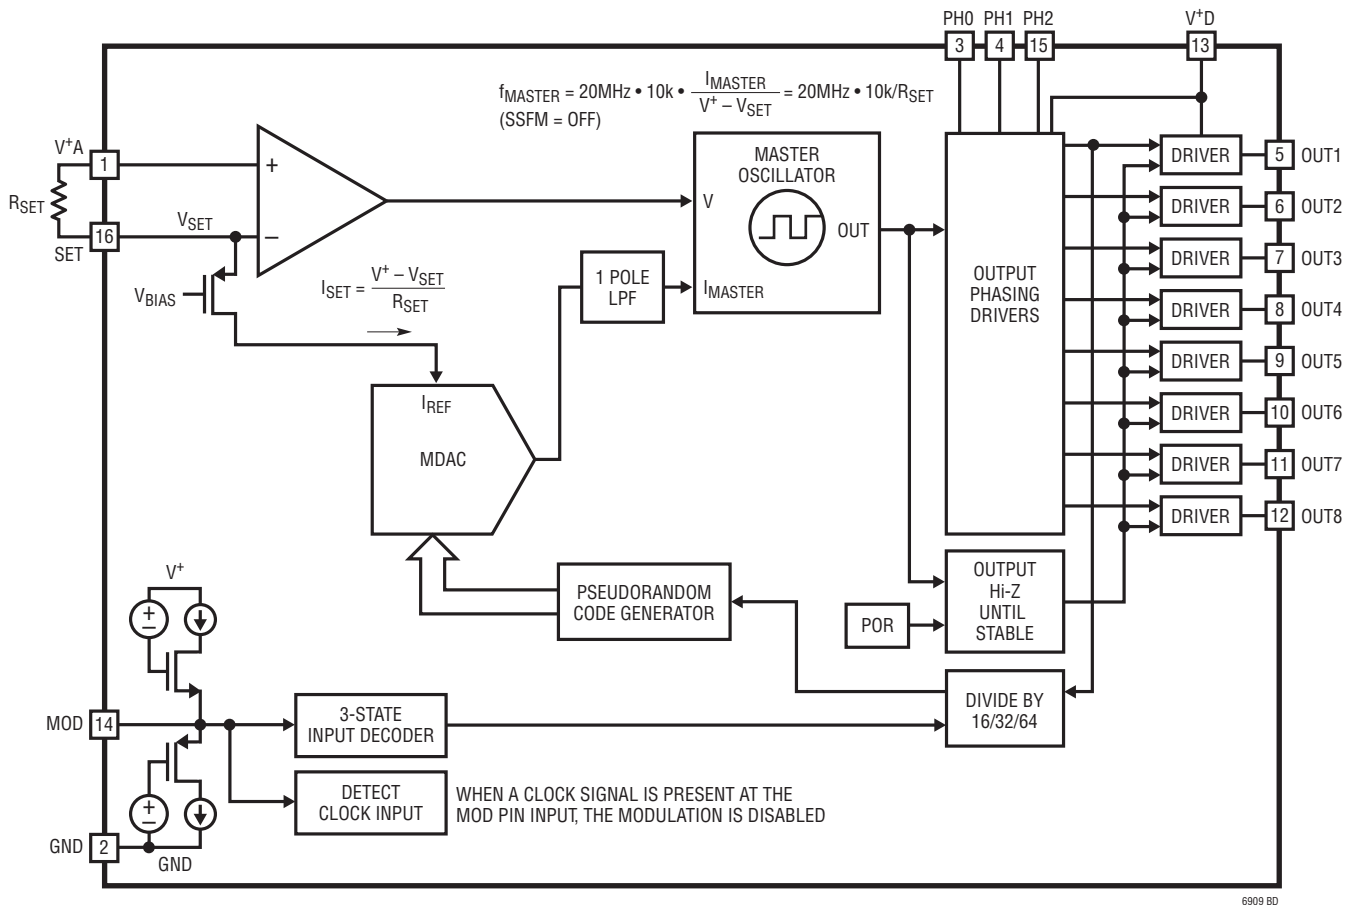 PH0 PH1 PH2 V+D
3 4 15 13
fMASTER = 20MHz • 10k • IMASTER / V+ – VSET = 20MHz • 10k/RSET
(SSFM = OFF)
V+A
1
RSET
16
SET
VSET
+
–
VBIAS
ISET = V+ – VSET / RSET
1 POLE
LPF
MASTER
OSCILLATOR
V
OUT
IMASTER
OUTPUT
PHASING
DRIVERS
DRIVER 5 OUT1
DRIVER 6 OUT2
DRIVER 7 OUT3
DRIVER 8 OUT4
DRIVER 9 OUT5
DRIVER 10 OUT6
DRIVER 11 OUT7
DRIVER 12 OUT8
IREF
MDAC
PSEUDORANDOM
CODE GENERATOR
POR
OUTPUT
Hi-Z
UNTIL
STABLE
DIVIDE BY
16/32/64
V+
+
–
MOD 14
3-STATE
INPUT DECODER
DETECT
CLOCK INPUT
WHEN A CLOCK SIGNAL IS PRESENT AT THE
MOD PIN INPUT, THE MODULATION IS DISABLED
+
–
GND 2
GND
6909 BD